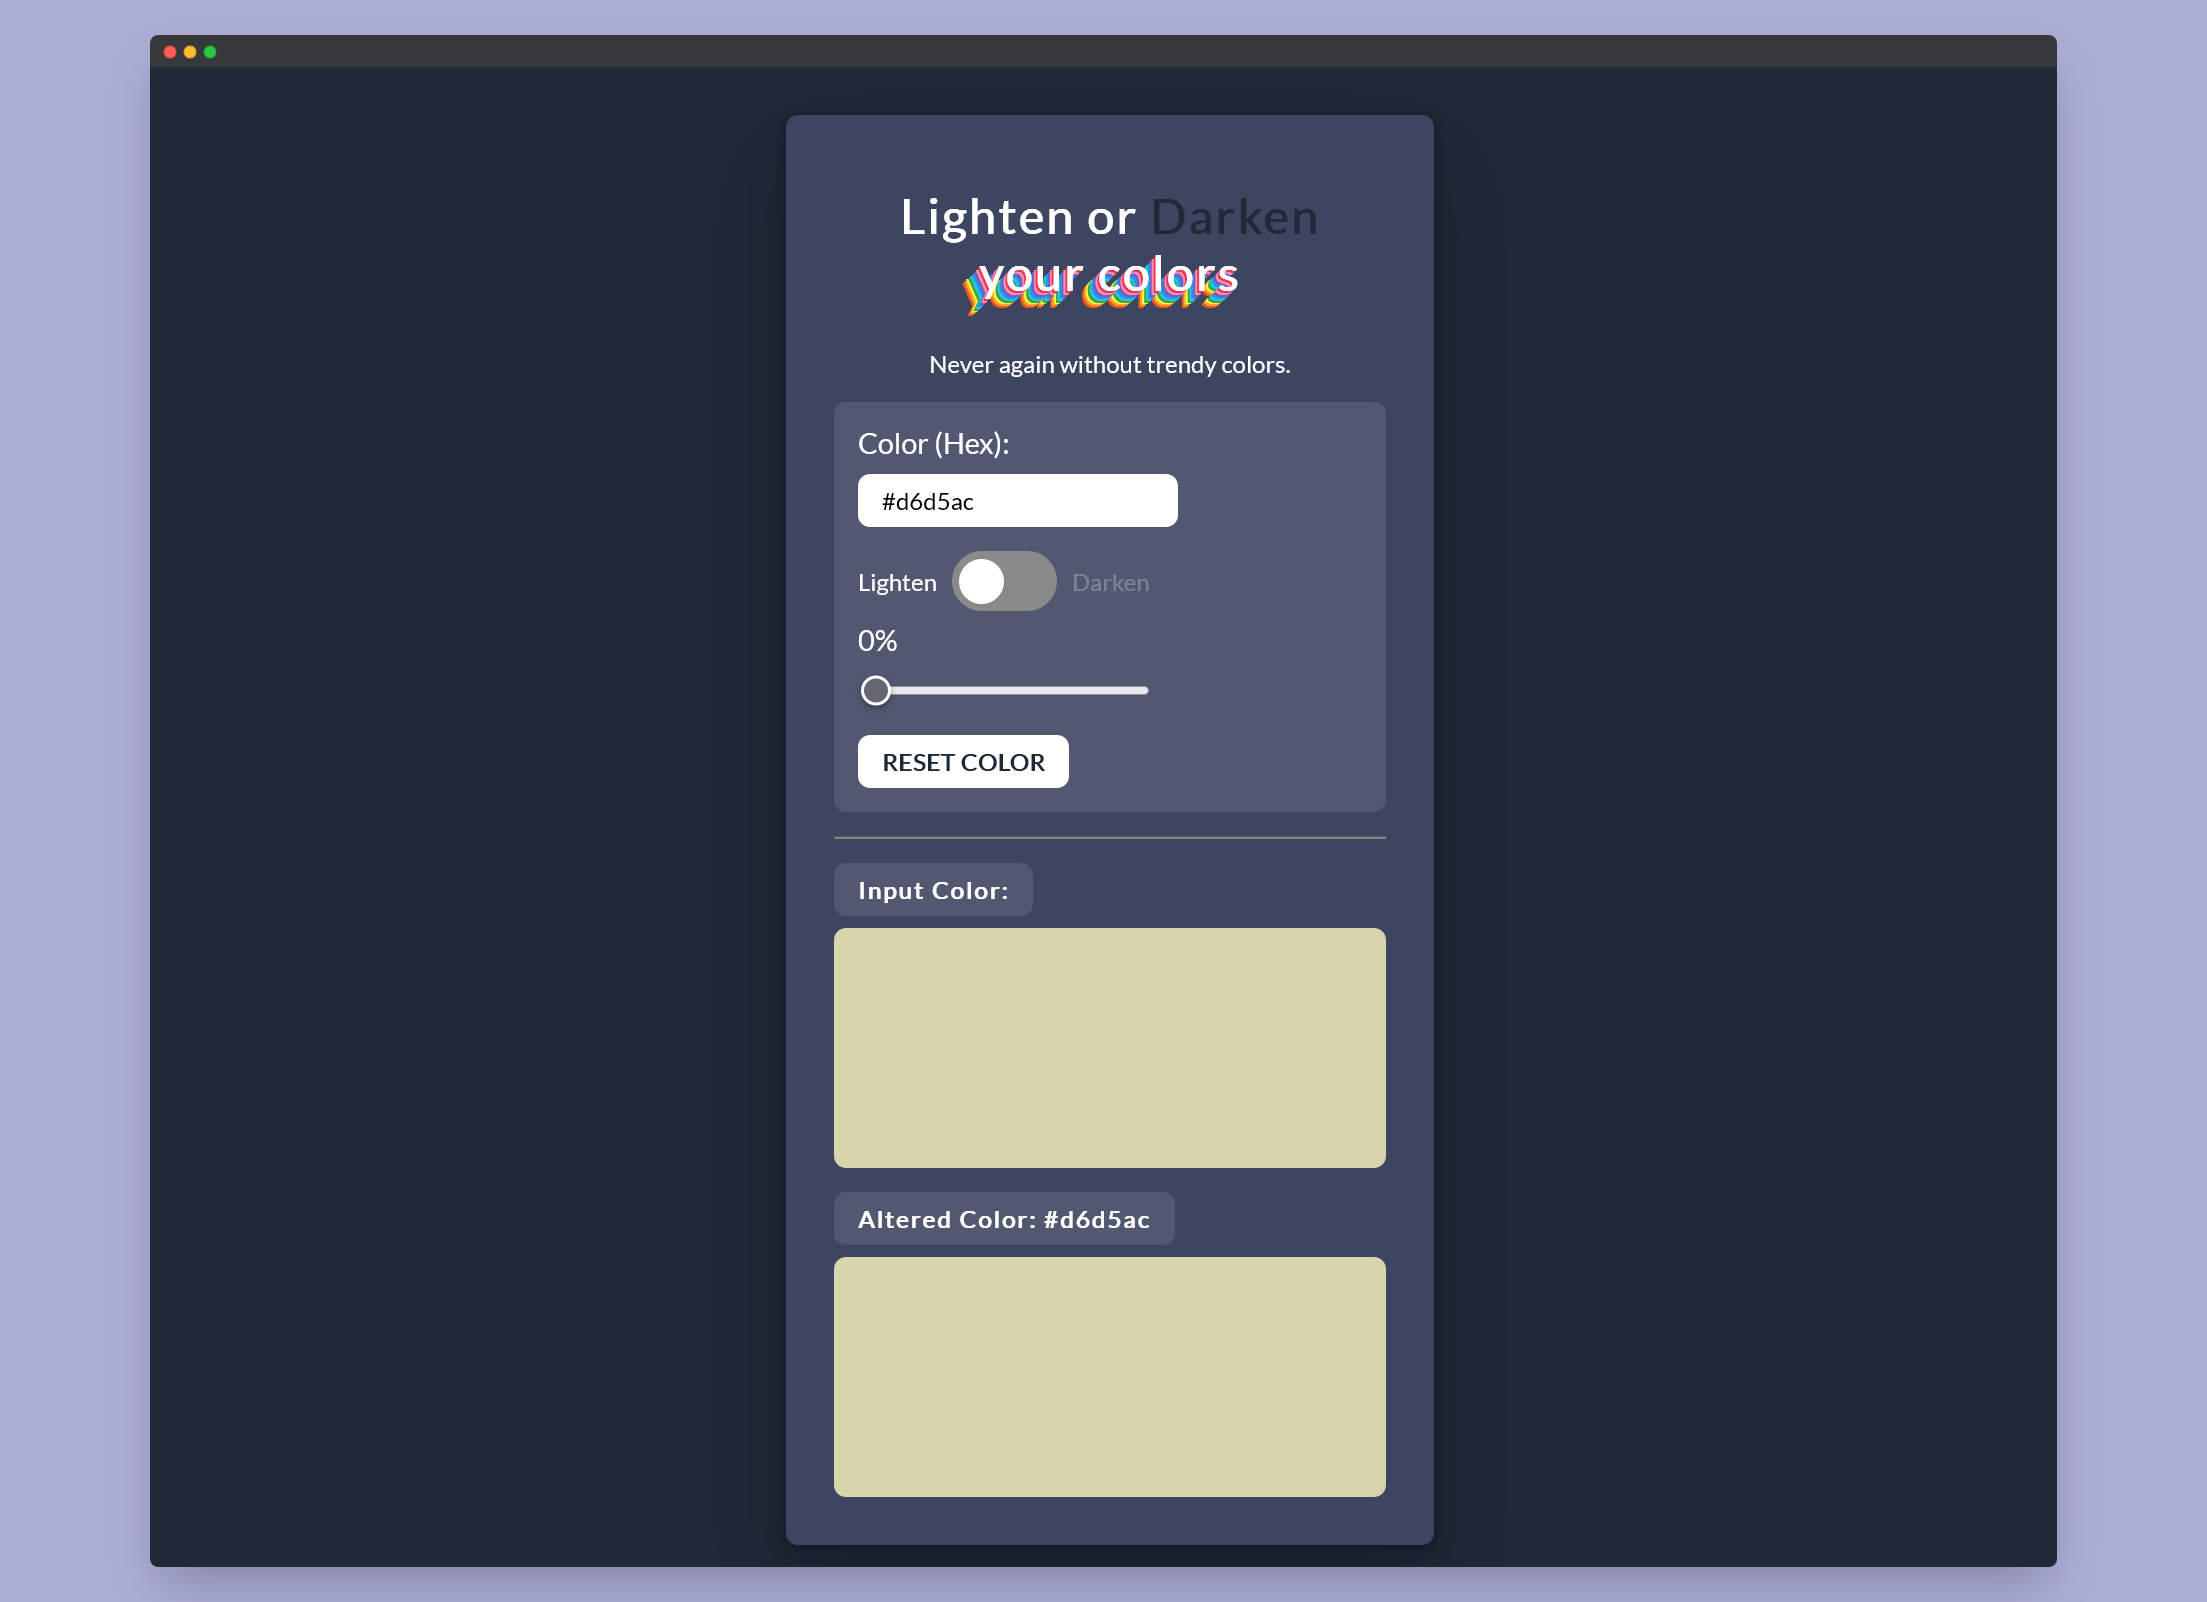 Lighten or Darken
your colors
Never again without trendy colors.
Color (Hex):
#d6d5ac
Lighten Darken
0%
RESET COLOR
Input Color:
Altered Color: #d6d5ac